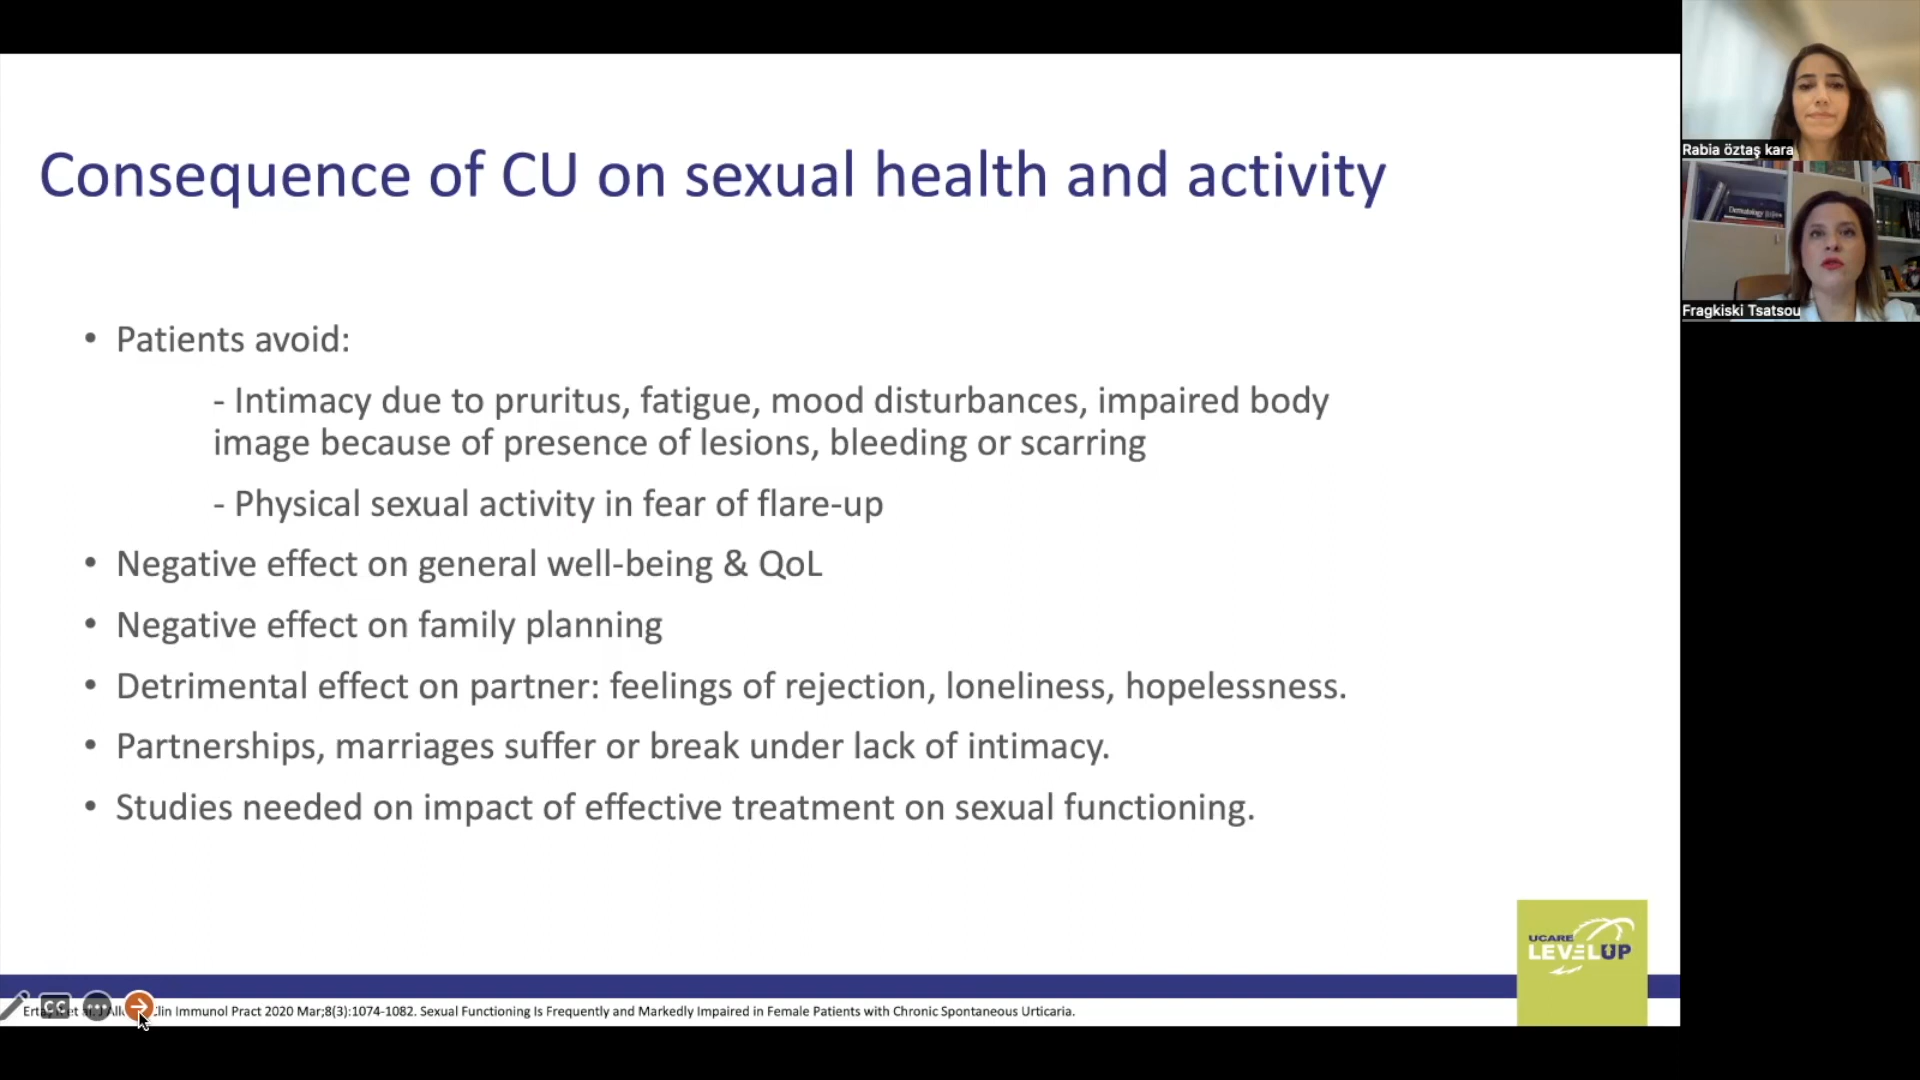 Consequence of CU on sexual health and activity
• Patients avoid:
- Intimacy due to pruritus, fatigue, mood disturbances, impaired body
image because of presence of lesions, bleeding or scarring
- Physical sexual activity in fear of flare-up
• Negative effect on general well-being & QoL
• Negative effect on family planning
• Detrimental effect on partner: feelings of rejection, loneliness, hopelessness.
• Partnerships, marriages suffer or break under lack of intimacy.
• Studies needed on impact of effective treatment on sexual functioning.
UCARE
LEVELUP
CC
Immunol Pract 2020 Mar;8(3):1074-1082. Sexual Functioning Is Frequently and Markedly Impaired in Female Patients with Chronic Spontaneous Urticaria.
Rabia öztaş kara
Dermatology
Fragkiski Tsatsou